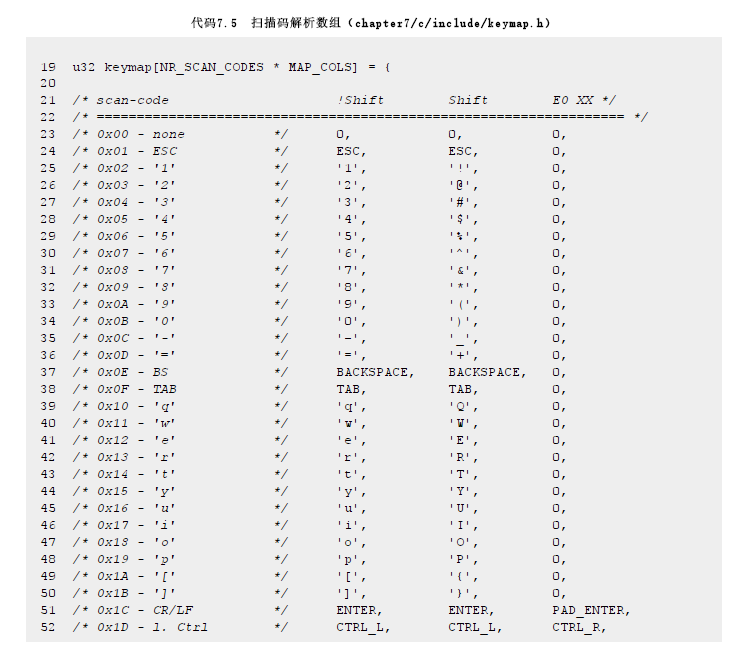 代码7.5 扫描码解析数组（chapter7/c/include/keymap.h）
19 u32 keymap[NR_SCAN_CODES * MAP_COLS] = {
20
21 /* scan-code !Shift Shift E0 XX */
22 /* ==================================================================== */
23 /* 0x00 - none */ 0, 0, 0,
24 /* 0x01 - ESC */ ESC, ESC, 0,
25 /* 0x02 - '1' */ '1', '!', 0,
26 /* 0x03 - '2' */ '2', '@', 0,
27 /* 0x04 - '3' */ '3', '#', 0,
28 /* 0x05 - '4' */ '4', '$', 0,
29 /* 0x06 - '5' */ '5', '%', 0,
30 /* 0x07 - '6' */ '6', '^', 0,
31 /* 0x08 - '7' */ '7', '&', 0,
32 /* 0x09 - '8' */ '8', '*', 0,
33 /* 0x0A - '9' */ '9', '(', 0,
34 /* 0x0B - '0' */ '0', ')', 0,
35 /* 0x0C - '-' */ '-', '_', 0,
36 /* 0x0D - '=' */ '=', '+', 0,
37 /* 0x0E - BS */ BACKSPACE, BACKSPACE, 0,
38 /* 0x0F - TAB */ TAB, TAB, 0,
39 /* 0x10 - 'q' */ 'q', 'Q', 0,
40 /* 0x11 - 'w' */ 'w', 'W', 0,
41 /* 0x12 - 'e' */ 'e', 'E', 0,
42 /* 0x13 - 'r' */ 'r', 'R', 0,
43 /* 0x14 - 't' */ 't', 'T', 0,
44 /* 0x15 - 'y' */ 'y', 'Y', 0,
45 /* 0x16 - 'u' */ 'u', 'U', 0,
46 /* 0x17 - 'i' */ 'i', 'I', 0,
47 /* 0x18 - 'o' */ 'o', 'O', 0,
48 /* 0x19 - 'p' */ 'p', 'P', 0,
49 /* 0x1A - '[' */ '[', '{', 0,
50 /* 0x1B - ']' */ ']', '}', 0,
51 /* 0x1C - CR/LF */ ENTER, ENTER, PAD_ENTER,
52 /* 0x1D - l. Ctrl */ CTRL_L, CTRL_L, CTRL_R,